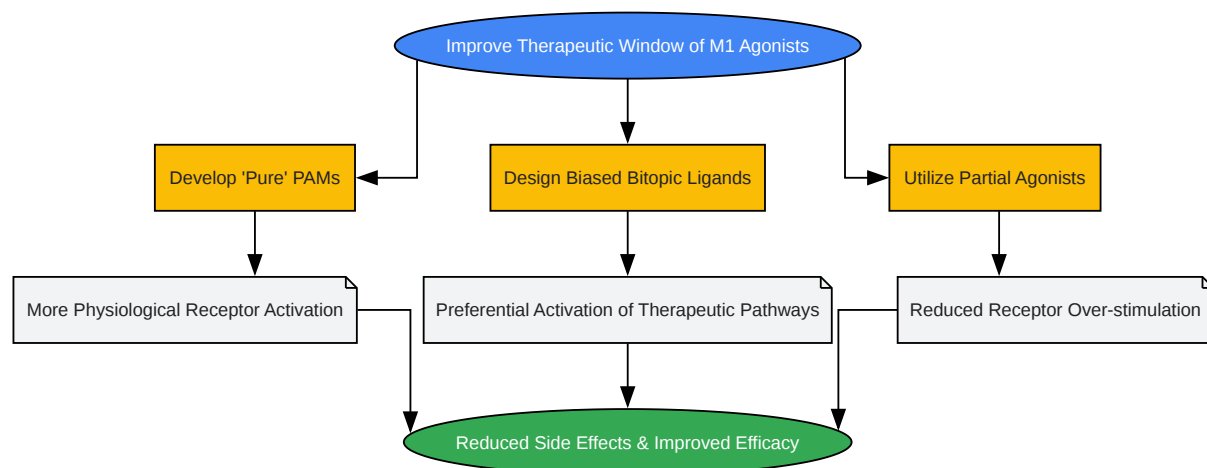 Improve Therapeutic Window of M1 Agonists
Develop 'Pure' PAMs
Design Biased Bitopic Ligands
Utilize Partial Agonists
More Physiological Receptor Activation
Preferential Activation of Therapeutic Pathways
Reduced Receptor Over-stimulation
Reduced Side Effects & Improved Efficacy